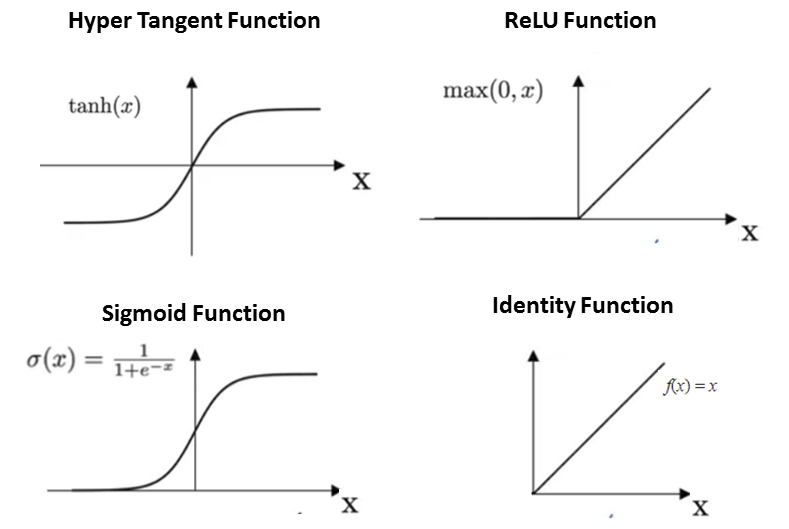 Hyper Tangent Function
tanh(x)
X
ReLU Function
max(0, x)
X
Sigmoid Function
σ(x) = 1/(1+e^{-x})
X
Identity Function
f(x) = x
X